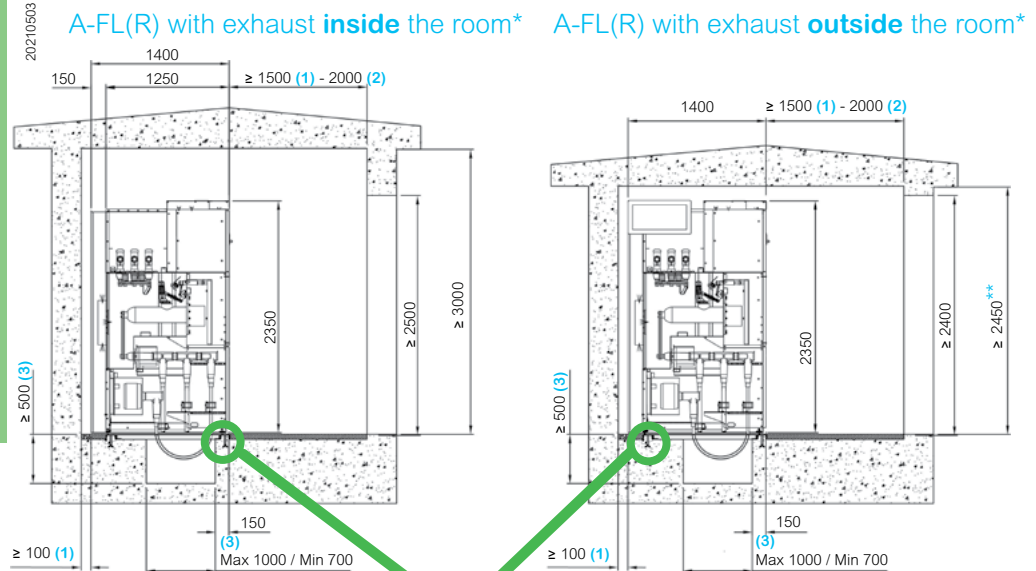 20210503
A-FL(R) with exhaust inside the room*
1400
150
1250
≥ 1500 (1) - 2000 (2)
2350
≥ 2500
≥ 3000
≥ 500 (3)
150
(3)
≥ 100 (1)
Max 1000 / Min 700
A-FL(R) with exhaust outside the room*
1400
≥ 1500 (1) - 2000 (2)
2350
≥ 2400
≥ 2450**
≥ 500 (3)
150
(3)
≥ 100 (1)
Max 1000 / Min 700